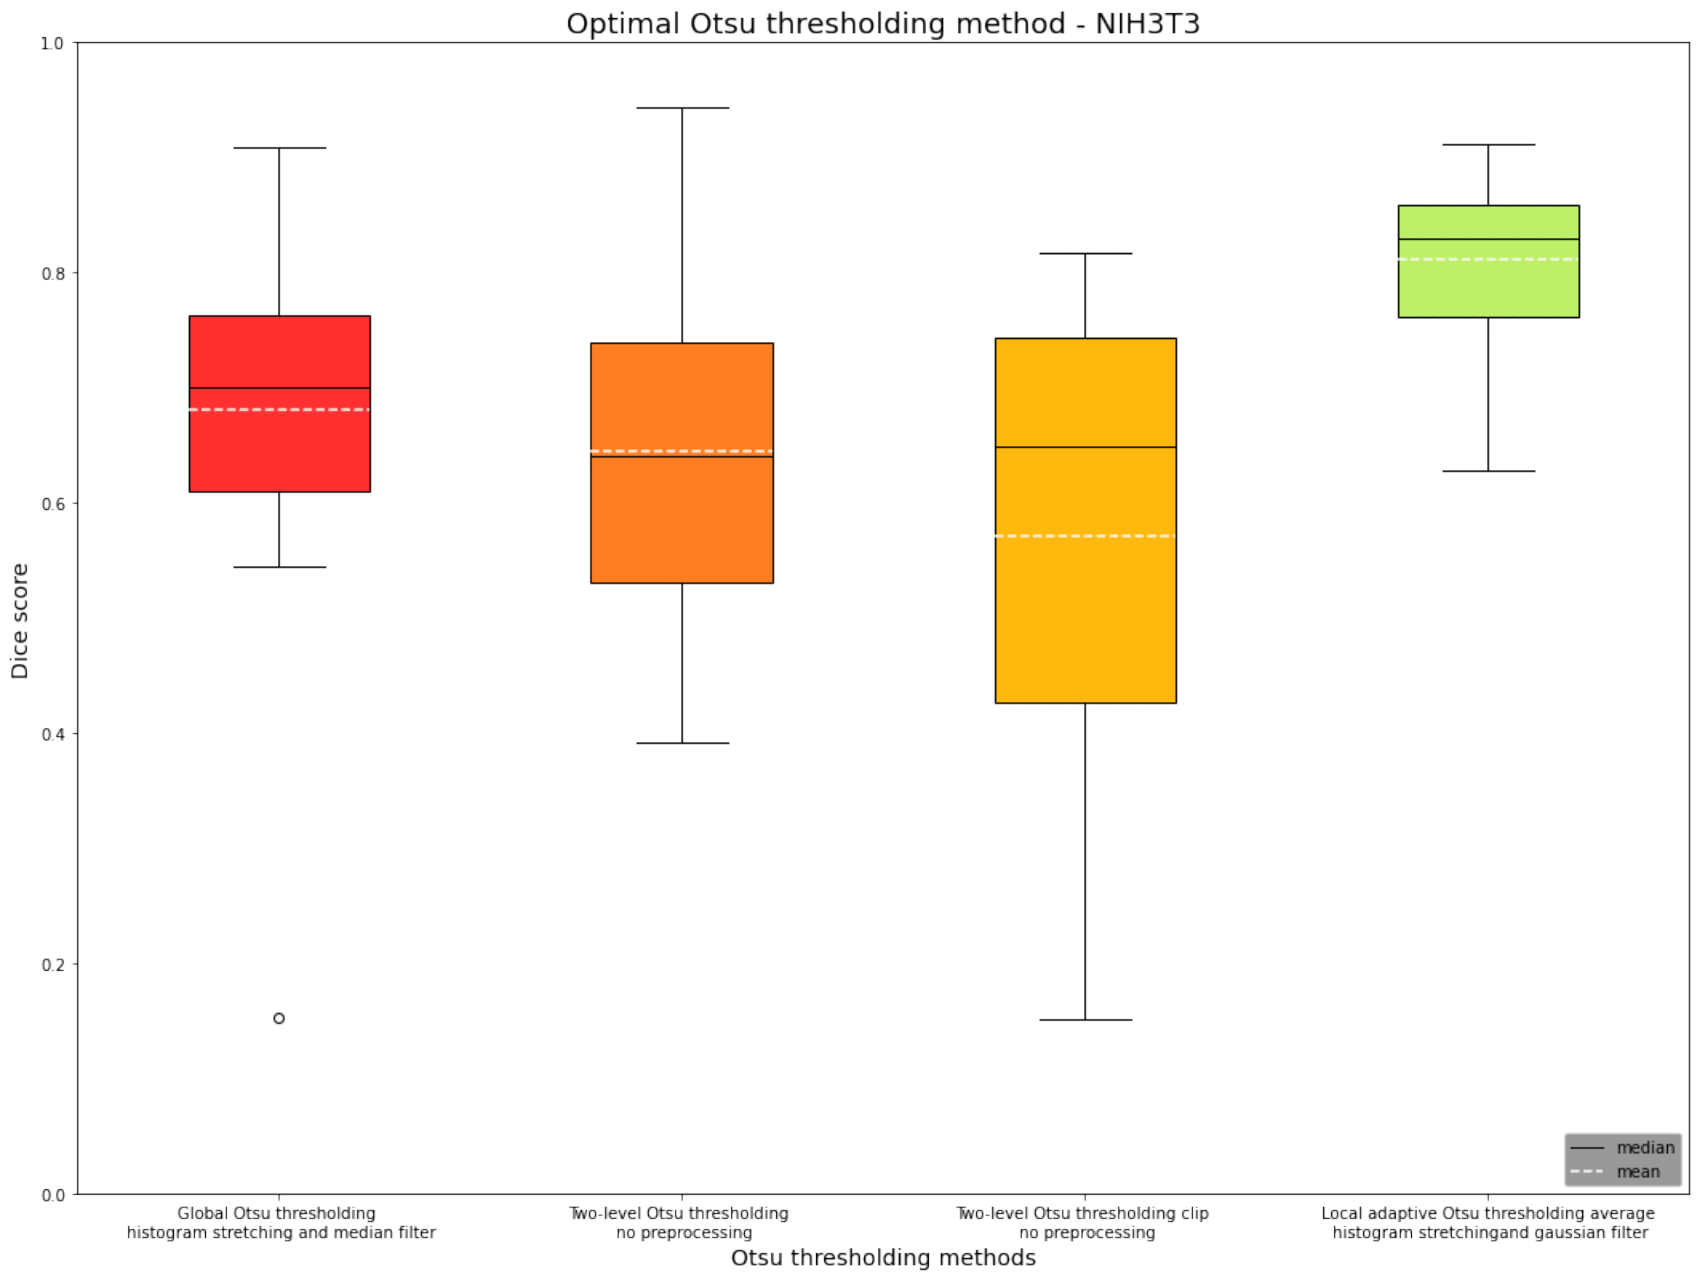 Optimal Otsu thresholding method - NIH3T3
1.0
0.8
0.6
0.4
0.2
0.0
Dice score
median
mean
Global Otsu thresholding
histogram stretching and median filter
Two-level Otsu thresholding
no preprocessing
Two-level Otsu thresholding clip
no preprocessing
Local adaptive Otsu thresholding average
histogram stretchingand gaussian filter
Otsu thresholding methods